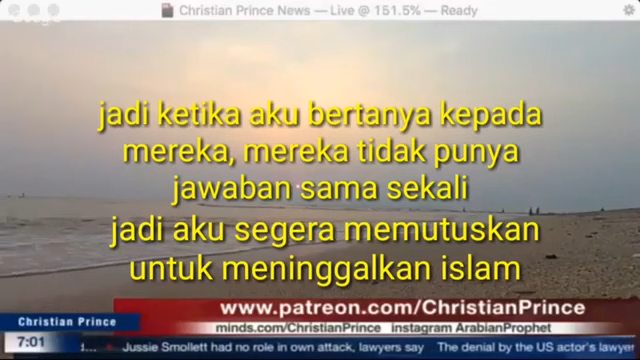 Christian Prince News — Live @ 151.5% — Ready
jadi ketika aku bertanya kepada
mereka, mereka tidak punya
jawaban sama sekali
jadi aku segera memutuskan
untuk meninggalkan islam
www.patreon.com/ChristianPrince
Christian Prince
minds.com/ChristianPrince instagram ArabianProphet
7:01
Jussie Smollett had no role in own attack, lawyers say The denial by the US actor's lawyer